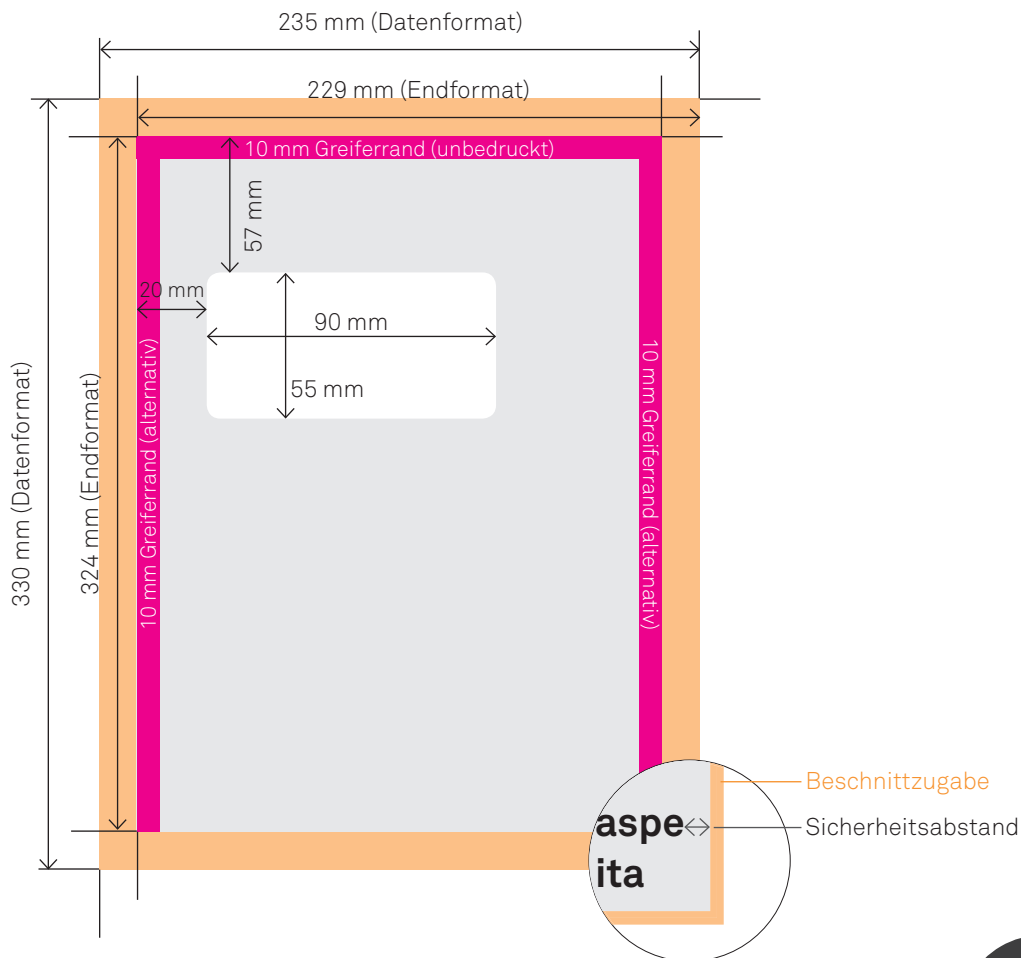 235 mm (Datenformat)
229 mm (Endformat)
10 mm Greiferrand (unbedruckt)
57 mm
20 mm
90 mm
55 mm
330 mm (Datenformat)
324 mm (Endformat)
10 mm Greiferrand (alternativ)
10 mm Greiferrand (alternativ)
Beschnittzugabe
aspe
Sicherheitsabstand
ita